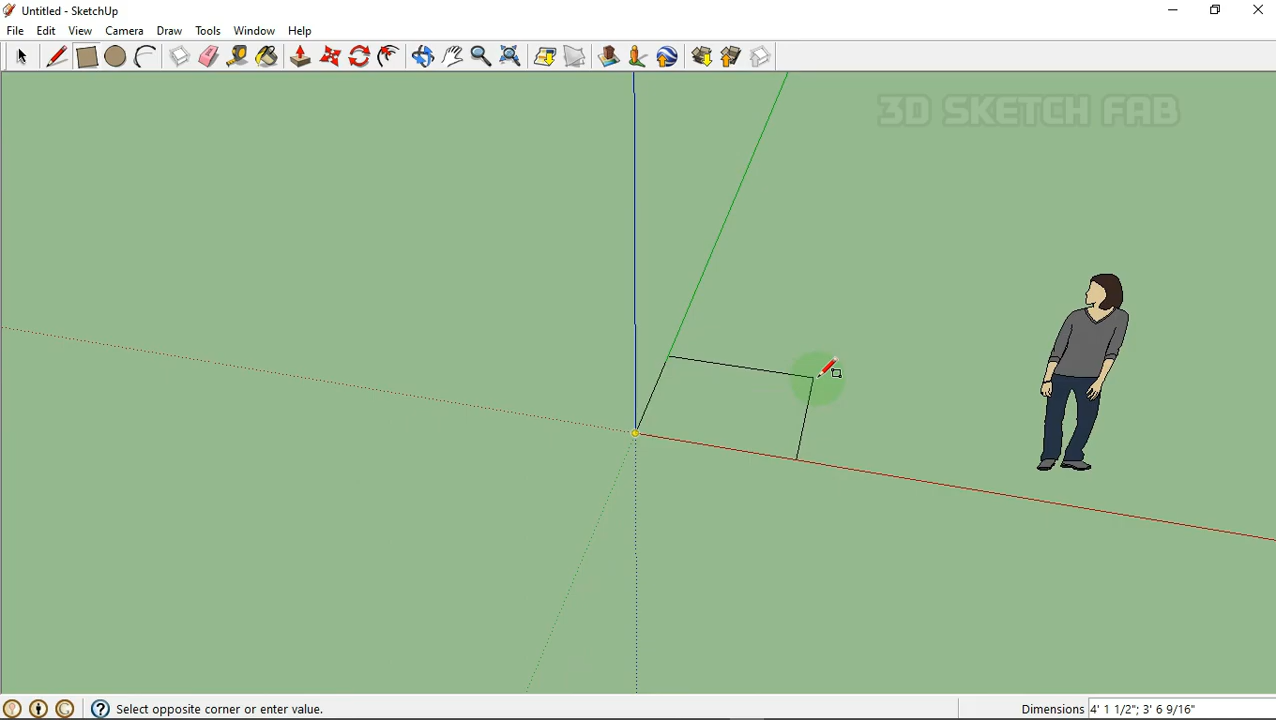 Untitled - SketchUp
File Edit View Camera Draw Tools Window Help
3D SKETCH FAB
Select opposite corner or enter value.
Dimensions 4' 1 1/2"; 3' 6 9/16"